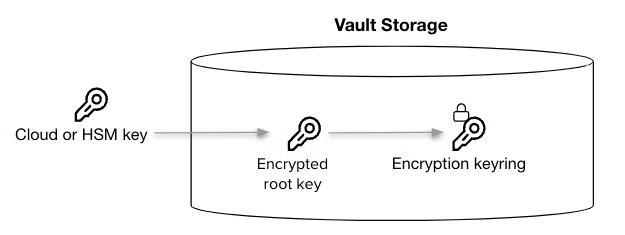 Vault Storage
Cloud or HSM key
Encrypted
root key
Encryption keyring